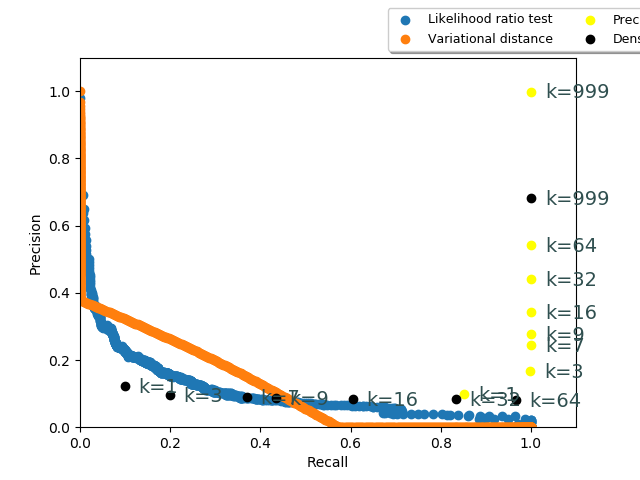 Likelihood ratio test
Variational distance
Prec
Dens
1.0
0.8
0.6
0.4
0.2
0.0
Precision
k=999
k=999
k=64
k=32
k=16
k=9
k=7
k=3
k=1
k=1
k=3
k=7
k=9
k=16
k=32
k=64
0.0 0.2 0.4 0.6 0.8 1.0
Recall